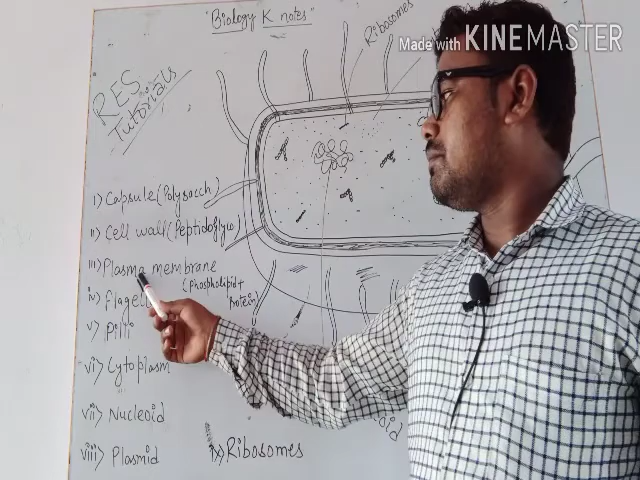 "Biology K notes"
Made with KINEMASTER
Ribosomes
RES
Tutorials
i) Capsule (Polysacch)
ii) Cell wall (Peptidoglyc
iii) Plasma membrane
(phospholipid +
protein)
iv) flagell
v) Pilli
vi) Cytoplasm
vii) Nucleoid
viii) Plasmid
ix) Ribosomes